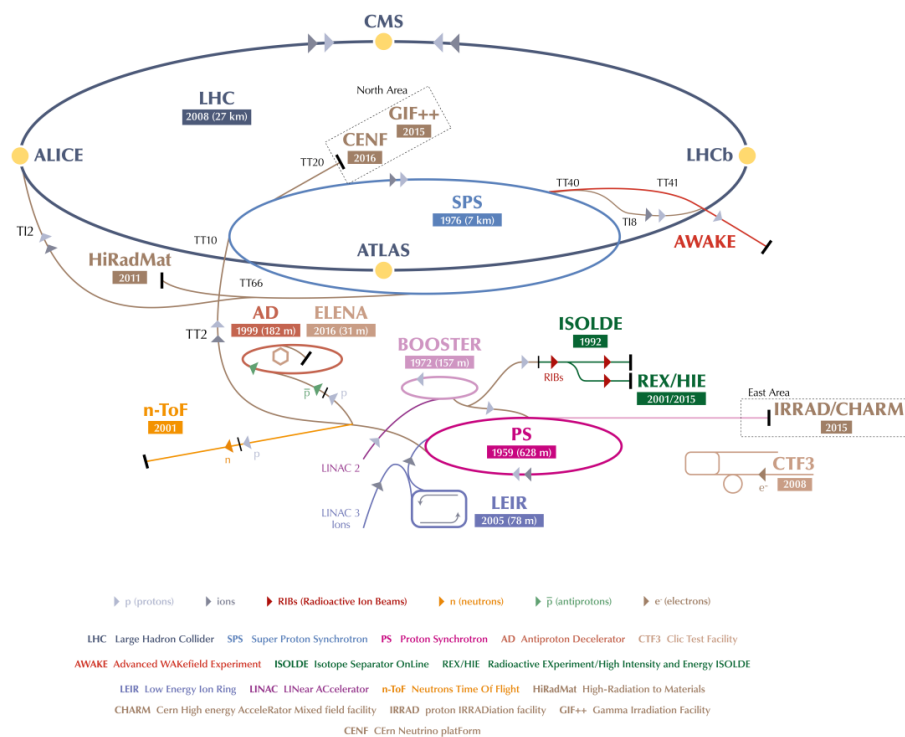 CMS
North Area
LHC
2008 (27 km)
GIF++
2015
CENF
2016
ALICE
LHCb
TT20
TT40
TT41
SPS
1976 (7 km)
TI8
TI2
TT10
AWAKE
ATLAS
HiRadMat
2011
TT66
AD
1999 (182 m)
ELENA
2016 (31 m)
TT2
ISOLDE
1992
BOOSTER
1972 (157 m)
RIBs
REX/HIE
2001/2015
p̅
p
East Area
IRRAD/CHARM
2015
n-ToF
2001
PS
1959 (628 m)
n
p
LINAC 2
CTF3
2008
e⁻
LEIR
2005 (78 m)
LINAC 3
Ions
p (protons) ions RIBs (Radioactive Ion Beams) n (neutrons) p̅ (antiprotons) e⁻ (electrons)
LHC Large Hadron Collider SPS Super Proton Synchrotron PS Proton Synchrotron AD Antiproton Decelerator CTF3 Clic Test Facility
AWAKE Advanced WAKefield Experiment ISOLDE Isotope Separator OnLine REX/HIE Radioactive EXperiment/High Intensity and Energy ISOLDE
LEIR Low Energy Ion Ring LINAC LINear ACcelerator n-ToF Neutrons Time Of Flight HiRadMat High-Radiation to Materials
CHARM Cern High energy AcceleRator Mixed field facility IRRAD proton IRRADiation facility GIF++ Gamma Irradiation Facility
CENF CErn Neutrino platForm